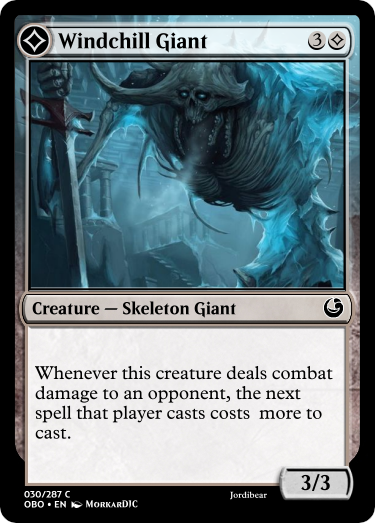 Windchill Giant 3
Creature — Skeleton Giant
Whenever this creature deals combat
damage to an opponent, the next
spell that player casts costs  more to
cast.
3/3
030/287 C
OBO • EN MorkarDIC
Jordibear